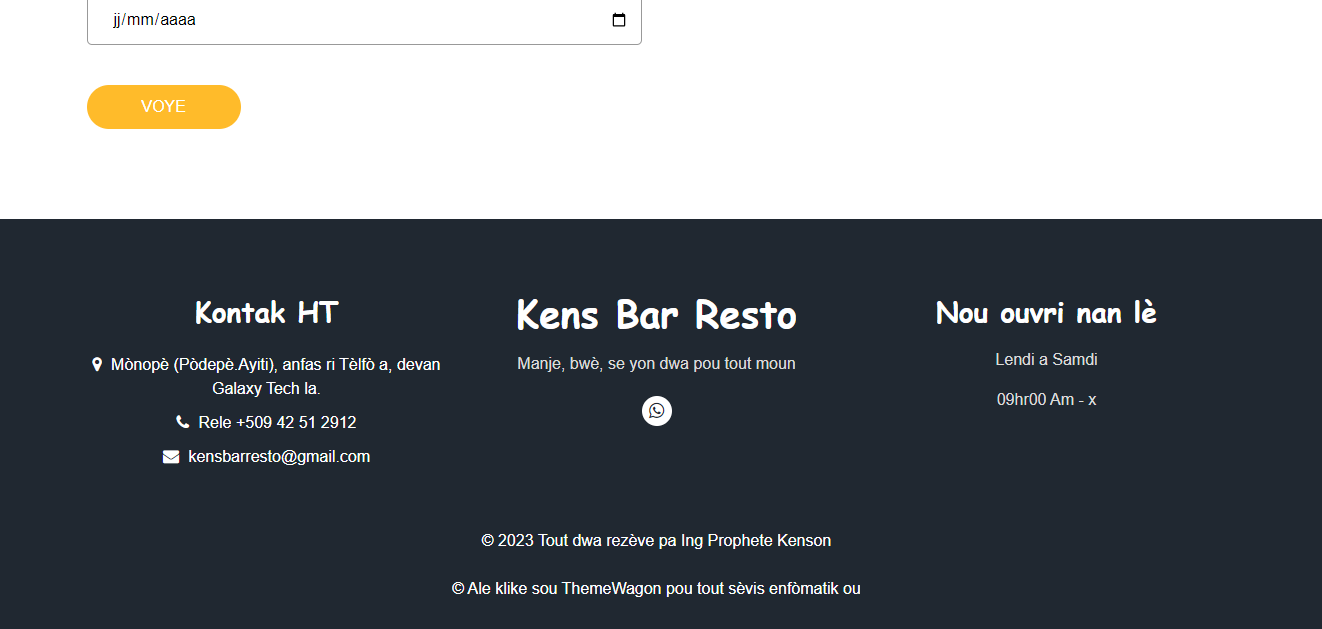 jj/mm/aaaa
VOYE
Kontak HT
Mònopè (Pòdepè.Ayiti), anfas ri Tèlfò a, devan
Galaxy Tech la.
Rele +509 42 51 2912
kensbarresto@gmail.com
Kens Bar Resto
Manje, bwè, se yon dwa pou tout moun
Nou ouvri nan lè
Lendi a Samdi
09hr00 Am - x
© 2023 Tout dwa rezève pa Ing Prophete Kenson
© Ale klike sou ThemeWagon pou tout sèvis enfòmatik ou